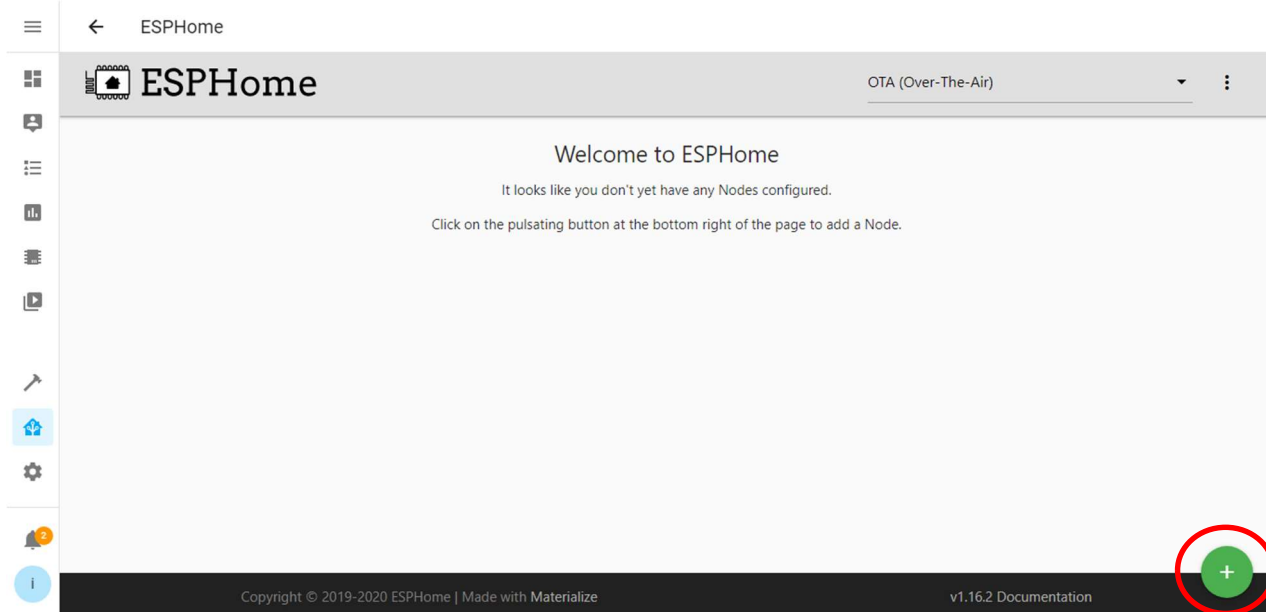 ESPHome
ESPHome
OTA (Over-The-Air)
Welcome to ESPHome
It looks like you don't yet have any Nodes configured.
Click on the pulsating button at the bottom right of the page to add a Node.
2
i
+
Copyright © 2019-2020 ESPHome | Made with Materialize
v1.16.2 Documentation